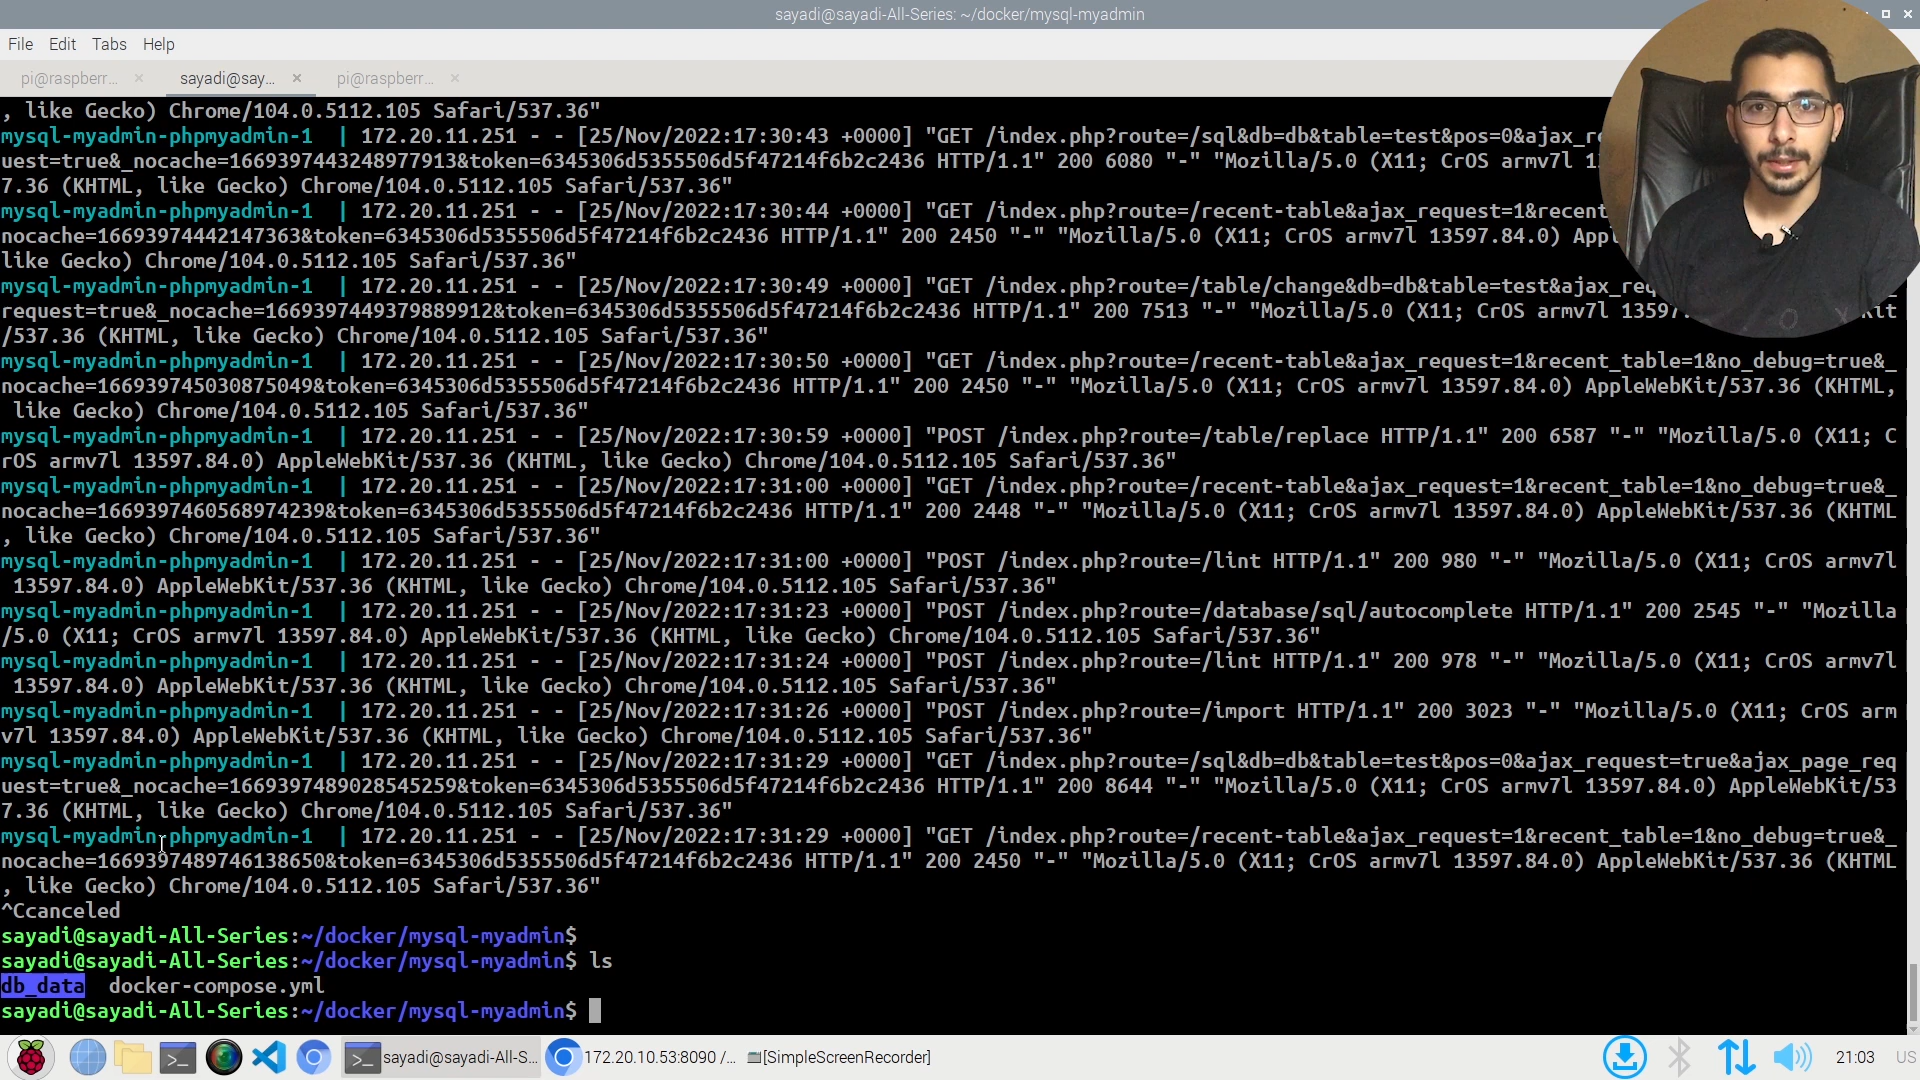 sayadi@sayadi-All-Series: ~/docker/mysql-myadmin
File Edit Tabs Help
pi@raspberr... × sayadi@say... × pi@raspberr... ×
, like Gecko) Chrome/104.0.5112.105 Safari/537.36"
mysql-myadmin-phpmyadmin-1 | 172.20.11.251 - - [25/Nov/2022:17:30:43 +0000] "GET /index.php?route=/sql&db=db&table=test&pos=0&ajax_r
uest=true&_nocache=1669397443248977913&token=6345306d5355506d5f47214f6b2c2436 HTTP/1.1" 200 6080 "-" "Mozilla/5.0 (X11; CrOS armv7l 1
7.36 (KHTML, like Gecko) Chrome/104.0.5112.105 Safari/537.36"
mysql-myadmin-phpmyadmin-1 | 172.20.11.251 - - [25/Nov/2022:17:30:44 +0000] "GET /index.php?route=/recent-table&ajax_request=1&recent
nocache=166939744421473​63&token=6345306d5355506d5f47214f6b2c2436 HTTP/1.1" 200 2450 "-" "Mozilla/5.0 (X11; CrOS armv7l 13597.84.0) Appl
like Gecko) Chrome/104.0.5112.105 Safari/537.36"
mysql-myadmin-phpmyadmin-1 | 172.20.11.251 - - [25/Nov/2022:17:30:49 +0000] "GET /index.php?route=/table/change&db=db&table=test&ajax_re
request=true&_nocache=1669397449379889912&token=6345306d5355506d5f47214f6b2c2436 HTTP/1.1" 200 7513 "-" "Mozilla/5.0 (X11; CrOS armv7l 13597. Kit
/537.36 (KHTML, like Gecko) Chrome/104.0.5112.105 Safari/537.36"
mysql-myadmin-phpmyadmin-1 | 172.20.11.251 - - [25/Nov/2022:17:30:50 +0000] "GET /index.php?route=/recent-table&ajax_request=1&recent_table=1&no_debug=true&_
nocache=166939745030875049&token=6345306d5355506d5f47214f6b2c2436 HTTP/1.1" 200 2450 "-" "Mozilla/5.0 (X11; CrOS armv7l 13597.84.0) AppleWebKit/537.36 (KHTML,
like Gecko) Chrome/104.0.5112.105 Safari/537.36"
mysql-myadmin-phpmyadmin-1 | 172.20.11.251 - - [25/Nov/2022:17:30:59 +0000] "POST /index.php?route=/table/replace HTTP/1.1" 200 6587 "-" "Mozilla/5.0 (X11; C
rOS armv7l 13597.84.0) AppleWebKit/537.36 (KHTML, like Gecko) Chrome/104.0.5112.105 Safari/537.36"
mysql-myadmin-phpmyadmin-1 | 172.20.11.251 - - [25/Nov/2022:17:31:00 +0000] "GET /index.php?route=/recent-table&ajax_request=1&recent_table=1&no_debug=true&_
nocache=1669397460568974239&token=6345306d5355506d5f47214f6b2c2436 HTTP/1.1" 200 2448 "-" "Mozilla/5.0 (X11; CrOS armv7l 13597.84.0) AppleWebKit/537.36 (KHTML
, like Gecko) Chrome/104.0.5112.105 Safari/537.36"
mysql-myadmin-phpmyadmin-1 | 172.20.11.251 - - [25/Nov/2022:17:31:00 +0000] "POST /index.php?route=/lint HTTP/1.1" 200 980 "-" "Mozilla/5.0 (X11; CrOS armv7l
13597.84.0) AppleWebKit/537.36 (KHTML, like Gecko) Chrome/104.0.5112.105 Safari/537.36"
mysql-myadmin-phpmyadmin-1 | 172.20.11.251 - - [25/Nov/2022:17:31:23 +0000] "POST /index.php?route=/database/sql/autocomplete HTTP/1.1" 200 2545 "-" "Mozilla
/5.0 (X11; CrOS armv7l 13597.84.0) AppleWebKit/537.36 (KHTML, like Gecko) Chrome/104.0.5112.105 Safari/537.36"
mysql-myadmin-phpmyadmin-1 | 172.20.11.251 - - [25/Nov/2022:17:31:24 +0000] "POST /index.php?route=/lint HTTP/1.1" 200 978 "-" "Mozilla/5.0 (X11; CrOS armv7l
13597.84.0) AppleWebKit/537.36 (KHTML, like Gecko) Chrome/104.0.5112.105 Safari/537.36"
mysql-myadmin-phpmyadmin-1 | 172.20.11.251 - - [25/Nov/2022:17:31:26 +0000] "POST /index.php?route=/import HTTP/1.1" 200 3023 "-" "Mozilla/5.0 (X11; CrOS arm
v7l 13597.84.0) AppleWebKit/537.36 (KHTML, like Gecko) Chrome/104.0.5112.105 Safari/537.36"
mysql-myadmin-phpmyadmin-1 | 172.20.11.251 - - [25/Nov/2022:17:31:29 +0000] "GET /index.php?route=/sql&db=db&table=test&pos=0&ajax_request=true&ajax_page_req
uest=true&_nocache=1669397489028545259&token=6345306d5355506d5f47214f6b2c2436 HTTP/1.1" 200 8644 "-" "Mozilla/5.0 (X11; CrOS armv7l 13597.84.0) AppleWebKit/53
7.36 (KHTML, like Gecko) Chrome/104.0.5112.105 Safari/537.36"
mysql-myadmin-phpmyadmin-1 | 172.20.11.251 - - [25/Nov/2022:17:31:29 +0000] "GET /index.php?route=/recent-table&ajax_request=1&recent_table=1&no_debug=true&_
nocache=1669397489746138650&token=6345306d5355506d5f47214f6b2c2436 HTTP/1.1" 200 2450 "-" "Mozilla/5.0 (X11; CrOS armv7l 13597.84.0) AppleWebKit/537.36 (KHTML
, like Gecko) Chrome/104.0.5112.105 Safari/537.36"
^Ccanceled
sayadi@sayadi-All-Series:~/docker/mysql-myadmin$
sayadi@sayadi-All-Series:~/docker/mysql-myadmin$ ls
db_data docker-compose.yml
sayadi@sayadi-All-Series:~/docker/mysql-myadmin$
sayadi@sayadi-All-S... 172.20.10.53:8090 /... [SimpleScreenRecorder] 21:03 US